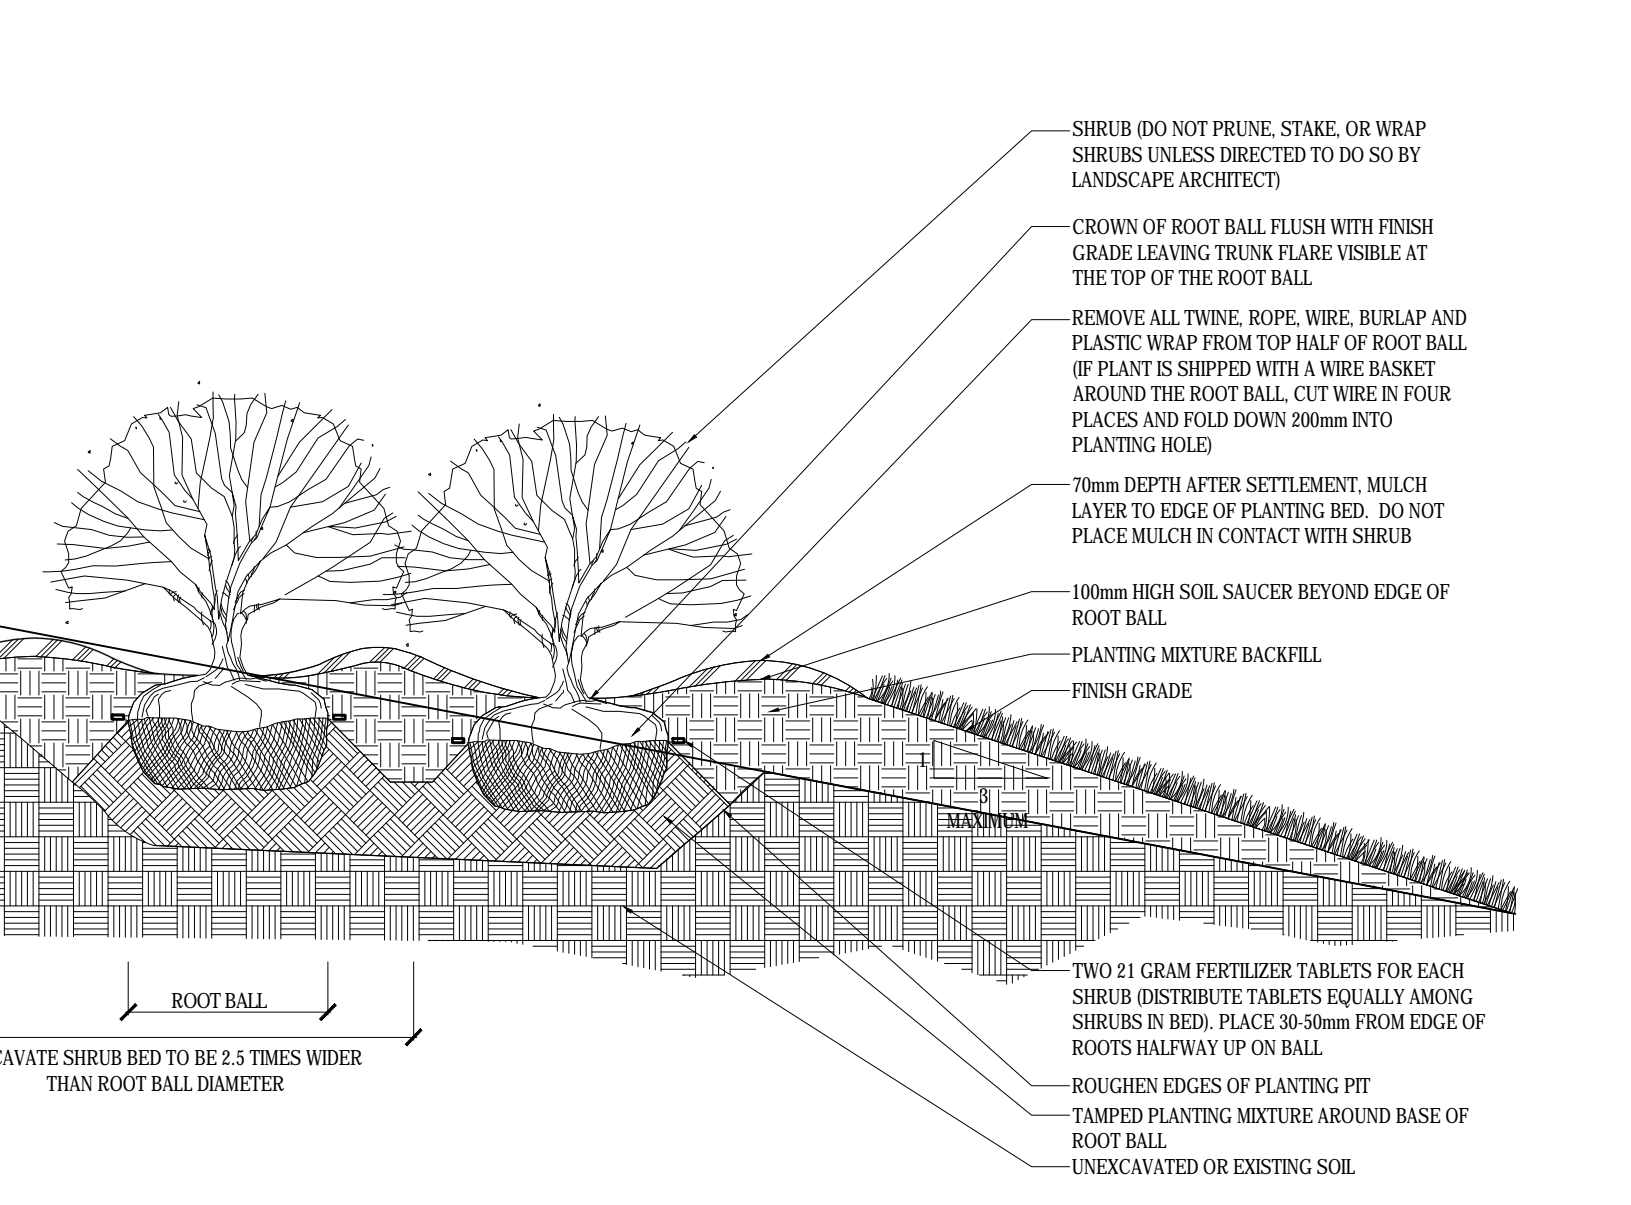 SHRUB (DO NOT PRUNE, STAKE, OR WRAP
SHRUBS UNLESS DIRECTED TO DO SO BY
LANDSCAPE ARCHITECT)
CROWN OF ROOT BALL FLUSH WITH FINISH
GRADE LEAVING TRUNK FLARE VISIBLE AT
THE TOP OF THE ROOT BALL
REMOVE ALL TWINE, ROPE, WIRE, BURLAP AND
PLASTIC WRAP FROM TOP HALF OF ROOT BALL
(IF PLANT IS SHIPPED WITH A WIRE BASKET
AROUND THE ROOT BALL, CUT WIRE IN FOUR
PLACES AND FOLD DOWN 200mm INTO
PLANTING HOLE)
70mm DEPTH AFTER SETTLEMENT, MULCH
LAYER TO EDGE OF PLANTING BED. DO NOT
PLACE MULCH IN CONTACT WITH SHRUB
100mm HIGH SOIL SAUCER BEYOND EDGE OF
ROOT BALL
PLANTING MIXTURE BACKFILL
FINISH GRADE
1
3
MAXIMUM
TWO 21 GRAM FERTILIZER TABLETS FOR EACH
SHRUB (DISTRIBUTE TABLETS EQUALLY AMONG
SHRUBS IN BED). PLACE 30-50mm FROM EDGE OF
ROOTS HALFWAY UP ON BALL
ROUGHEN EDGES OF PLANTING PIT
TAMPED PLANTING MIXTURE AROUND BASE OF
ROOT BALL
UNEXCAVATED OR EXISTING SOIL
ROOT BALL
CAVATE SHRUB BED TO BE 2.5 TIMES WIDER
THAN ROOT BALL DIAMETER